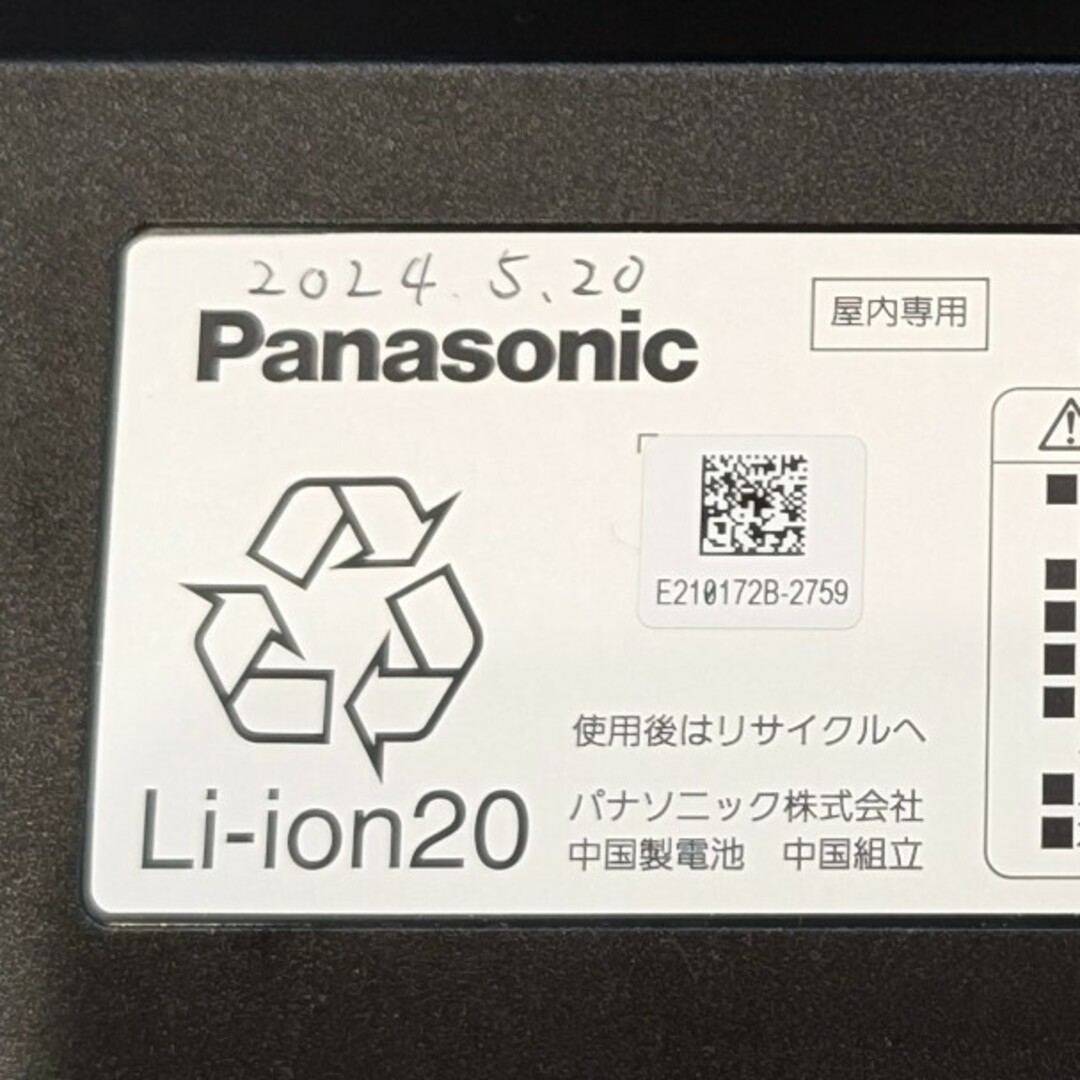 2024.5.20
Panasonic
屋内専用
E210172B-2759
使用後はリサイクルへ
Li-ion20
パナソニック株式会社
中国製電池 中国組立